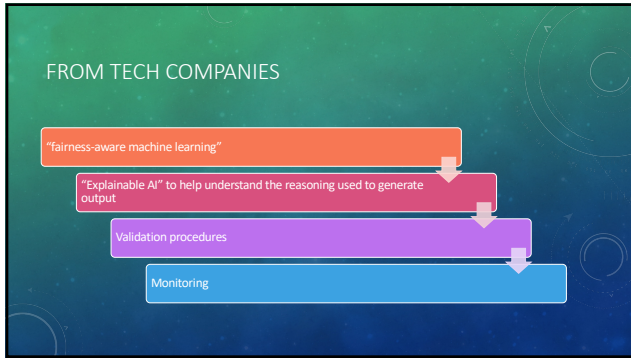 FROM TECH COMPANIES
“fairness-aware machine learning”
“Explainable AI” to help understand the reasoning used to generate
output
Validation procedures
Monitoring